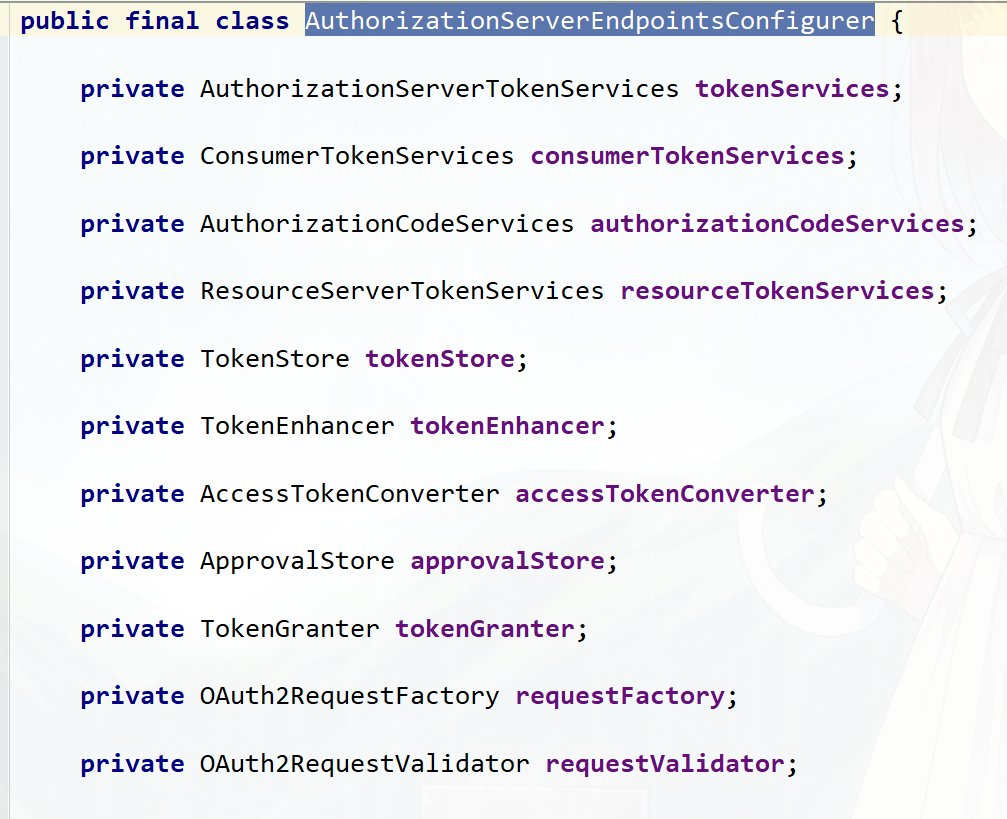 public final class AuthorizationServerEndpointsConfigurer {
private AuthorizationServerTokenServices tokenServices;
private ConsumerTokenServices consumerTokenServices;
private AuthorizationCodeServices authorizationCodeServices;
private ResourceServerTokenServices resourceTokenServices;
private TokenStore tokenStore;
private TokenEnhancer tokenEnhancer;
private AccessTokenConverter accessTokenConverter;
private ApprovalStore approvalStore;
private TokenGranter tokenGranter;
private OAuth2RequestFactory requestFactory;
private OAuth2RequestValidator requestValidator;